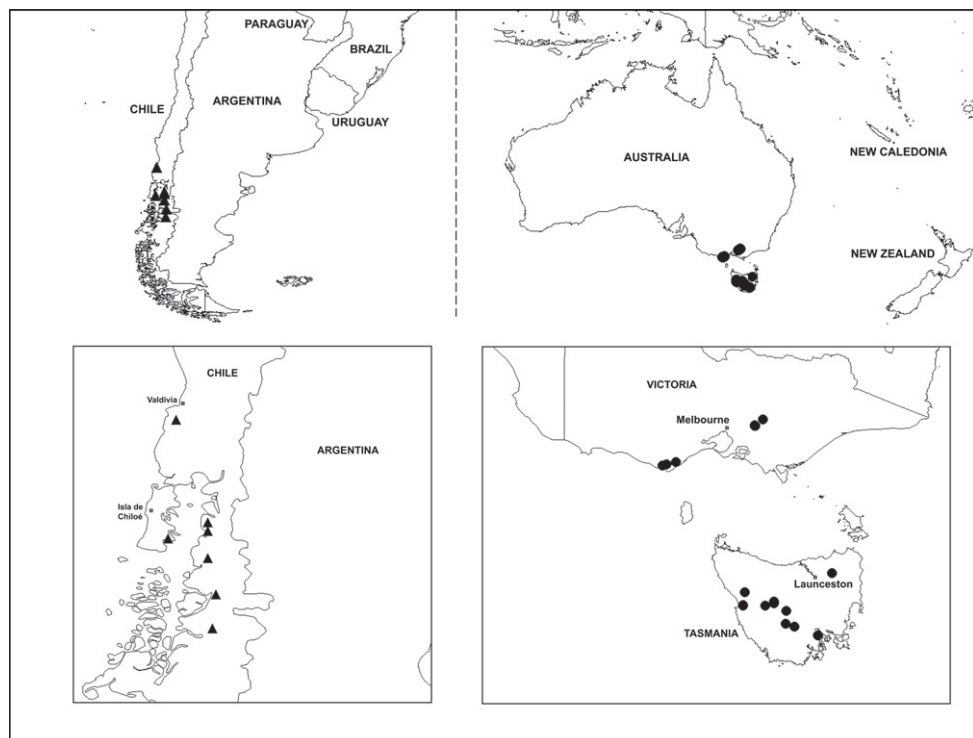 PARAGUAY
BRAZIL
CHILE
ARGENTINA
URUGUAY
AUSTRALIA
NEW CALEDONIA
NEW ZEALAND
CHILE
Valdivia
ARGENTINA
Isla de
Chiloé
VICTORIA
Melbourne
Launceston
TASMANIA